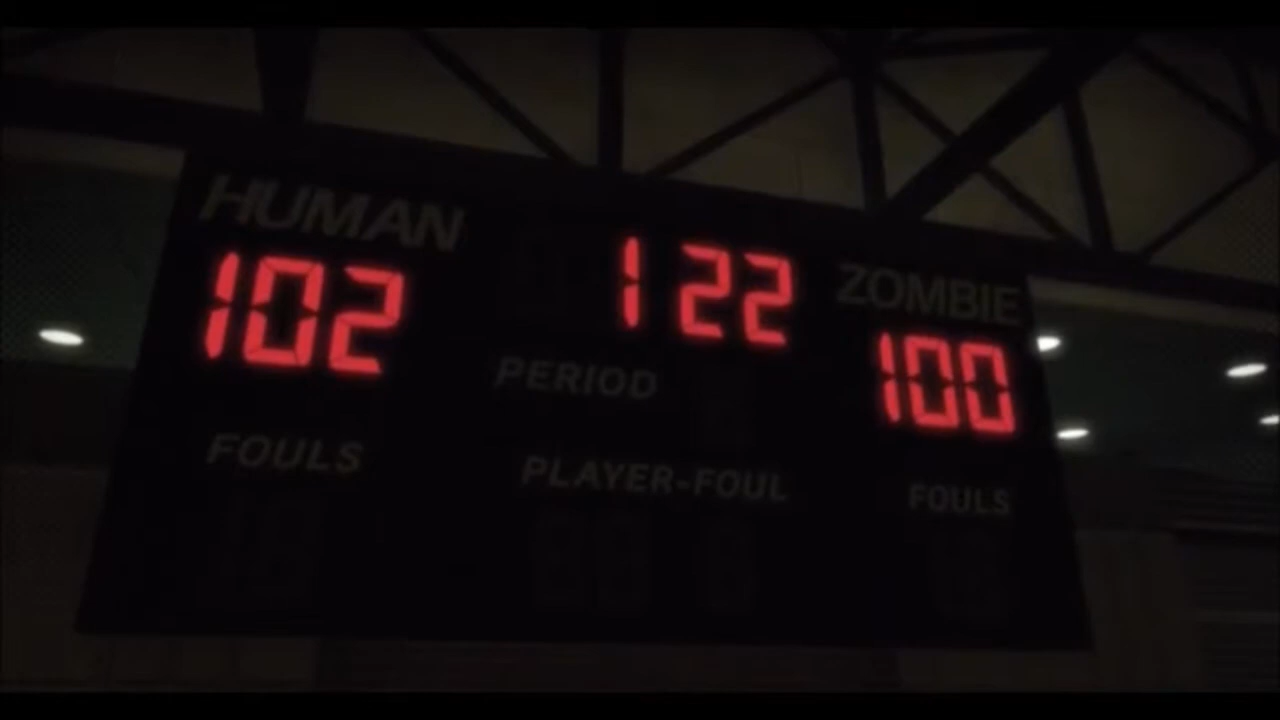 HUMAN
102
1 22
ZOMBIE
100
PERIOD
FOULS
PLAYER-FOUL
FOULS